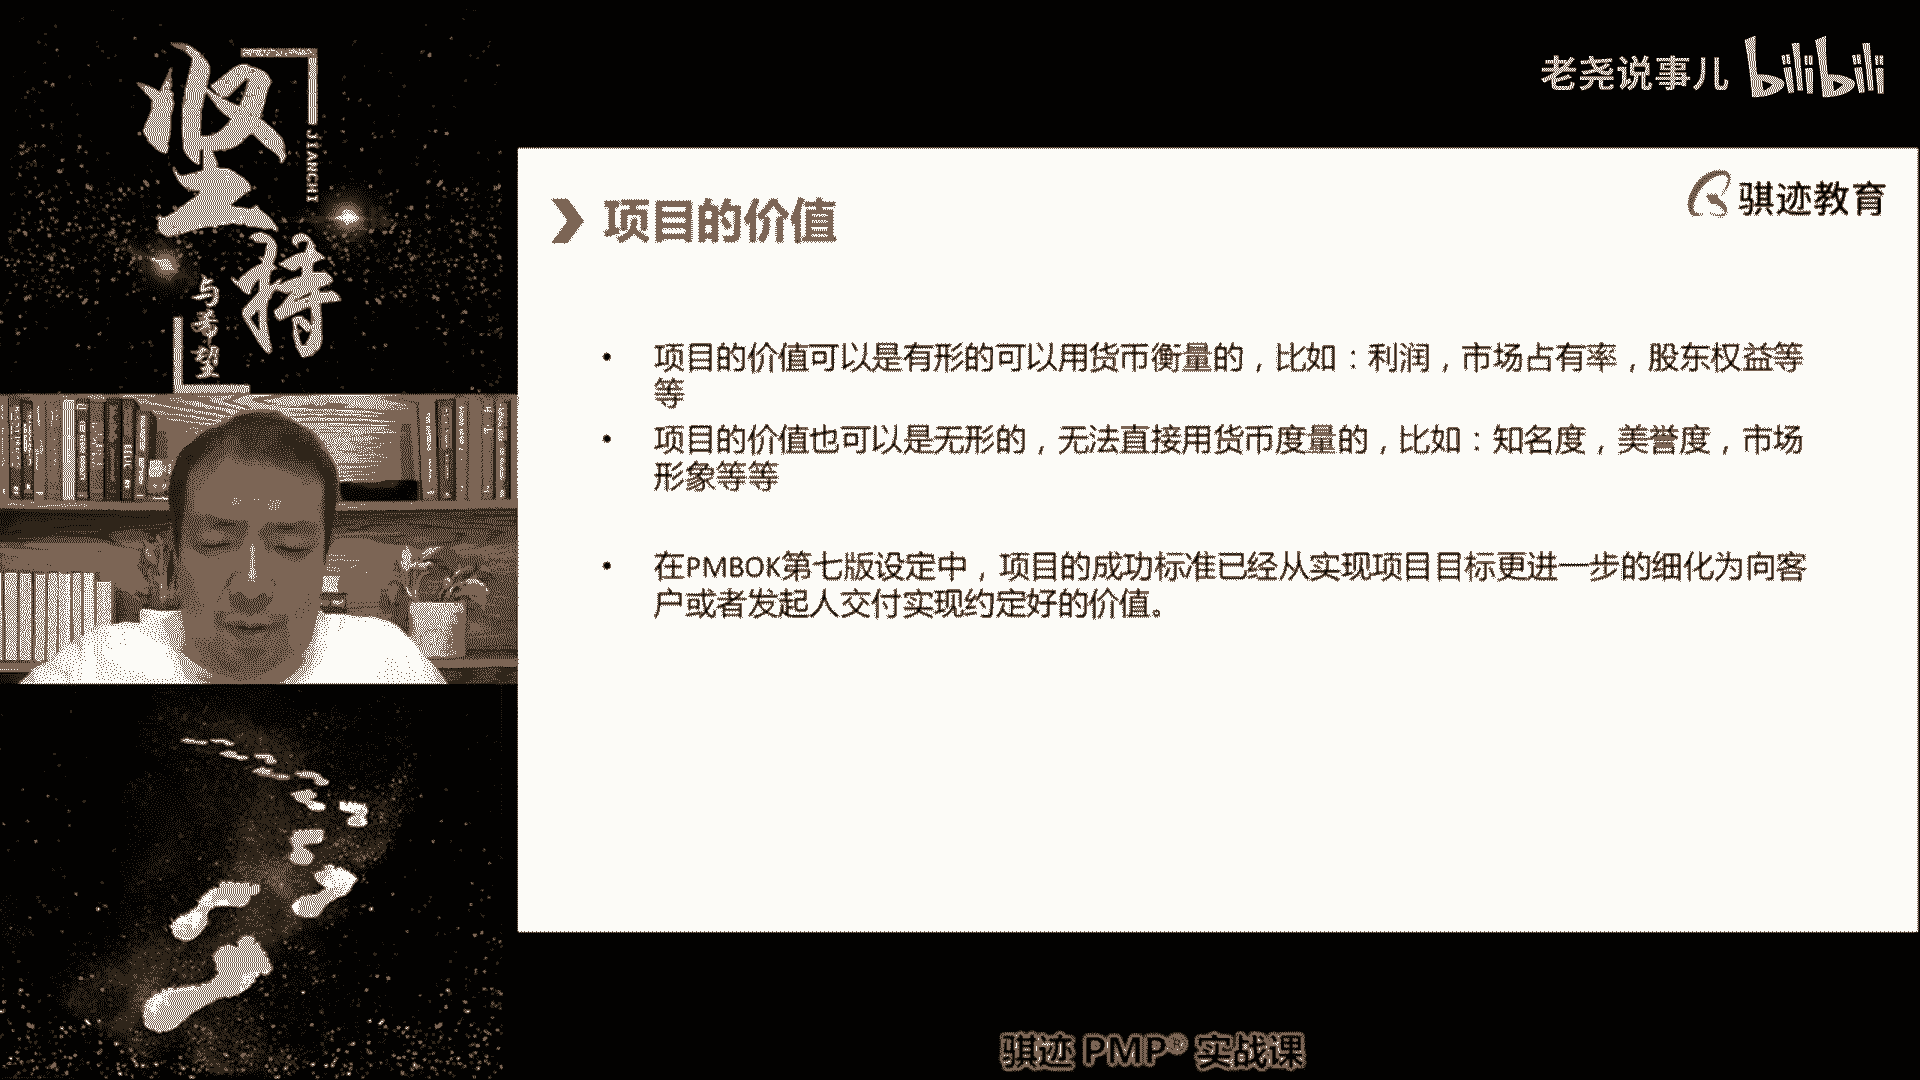 坚持
JIANCHI
与希望
老尧说事儿 bilibili
骐迹教育
项目的价值
• 项目的价值可以是有形的可以用货币衡量的，比如：利润，市场占有率，股东权益等
等
• 项目的价值也可以是无形的，无法直接用货币度量的，比如：知名度，美誉度，市场
形象等等
• 在PMBOK第七版设定中，项目的成功标准已经从实现项目目标更进一步的细化为向客
户或者发起人交付实现约定好的价值。
骐迹 PMP® 实战课